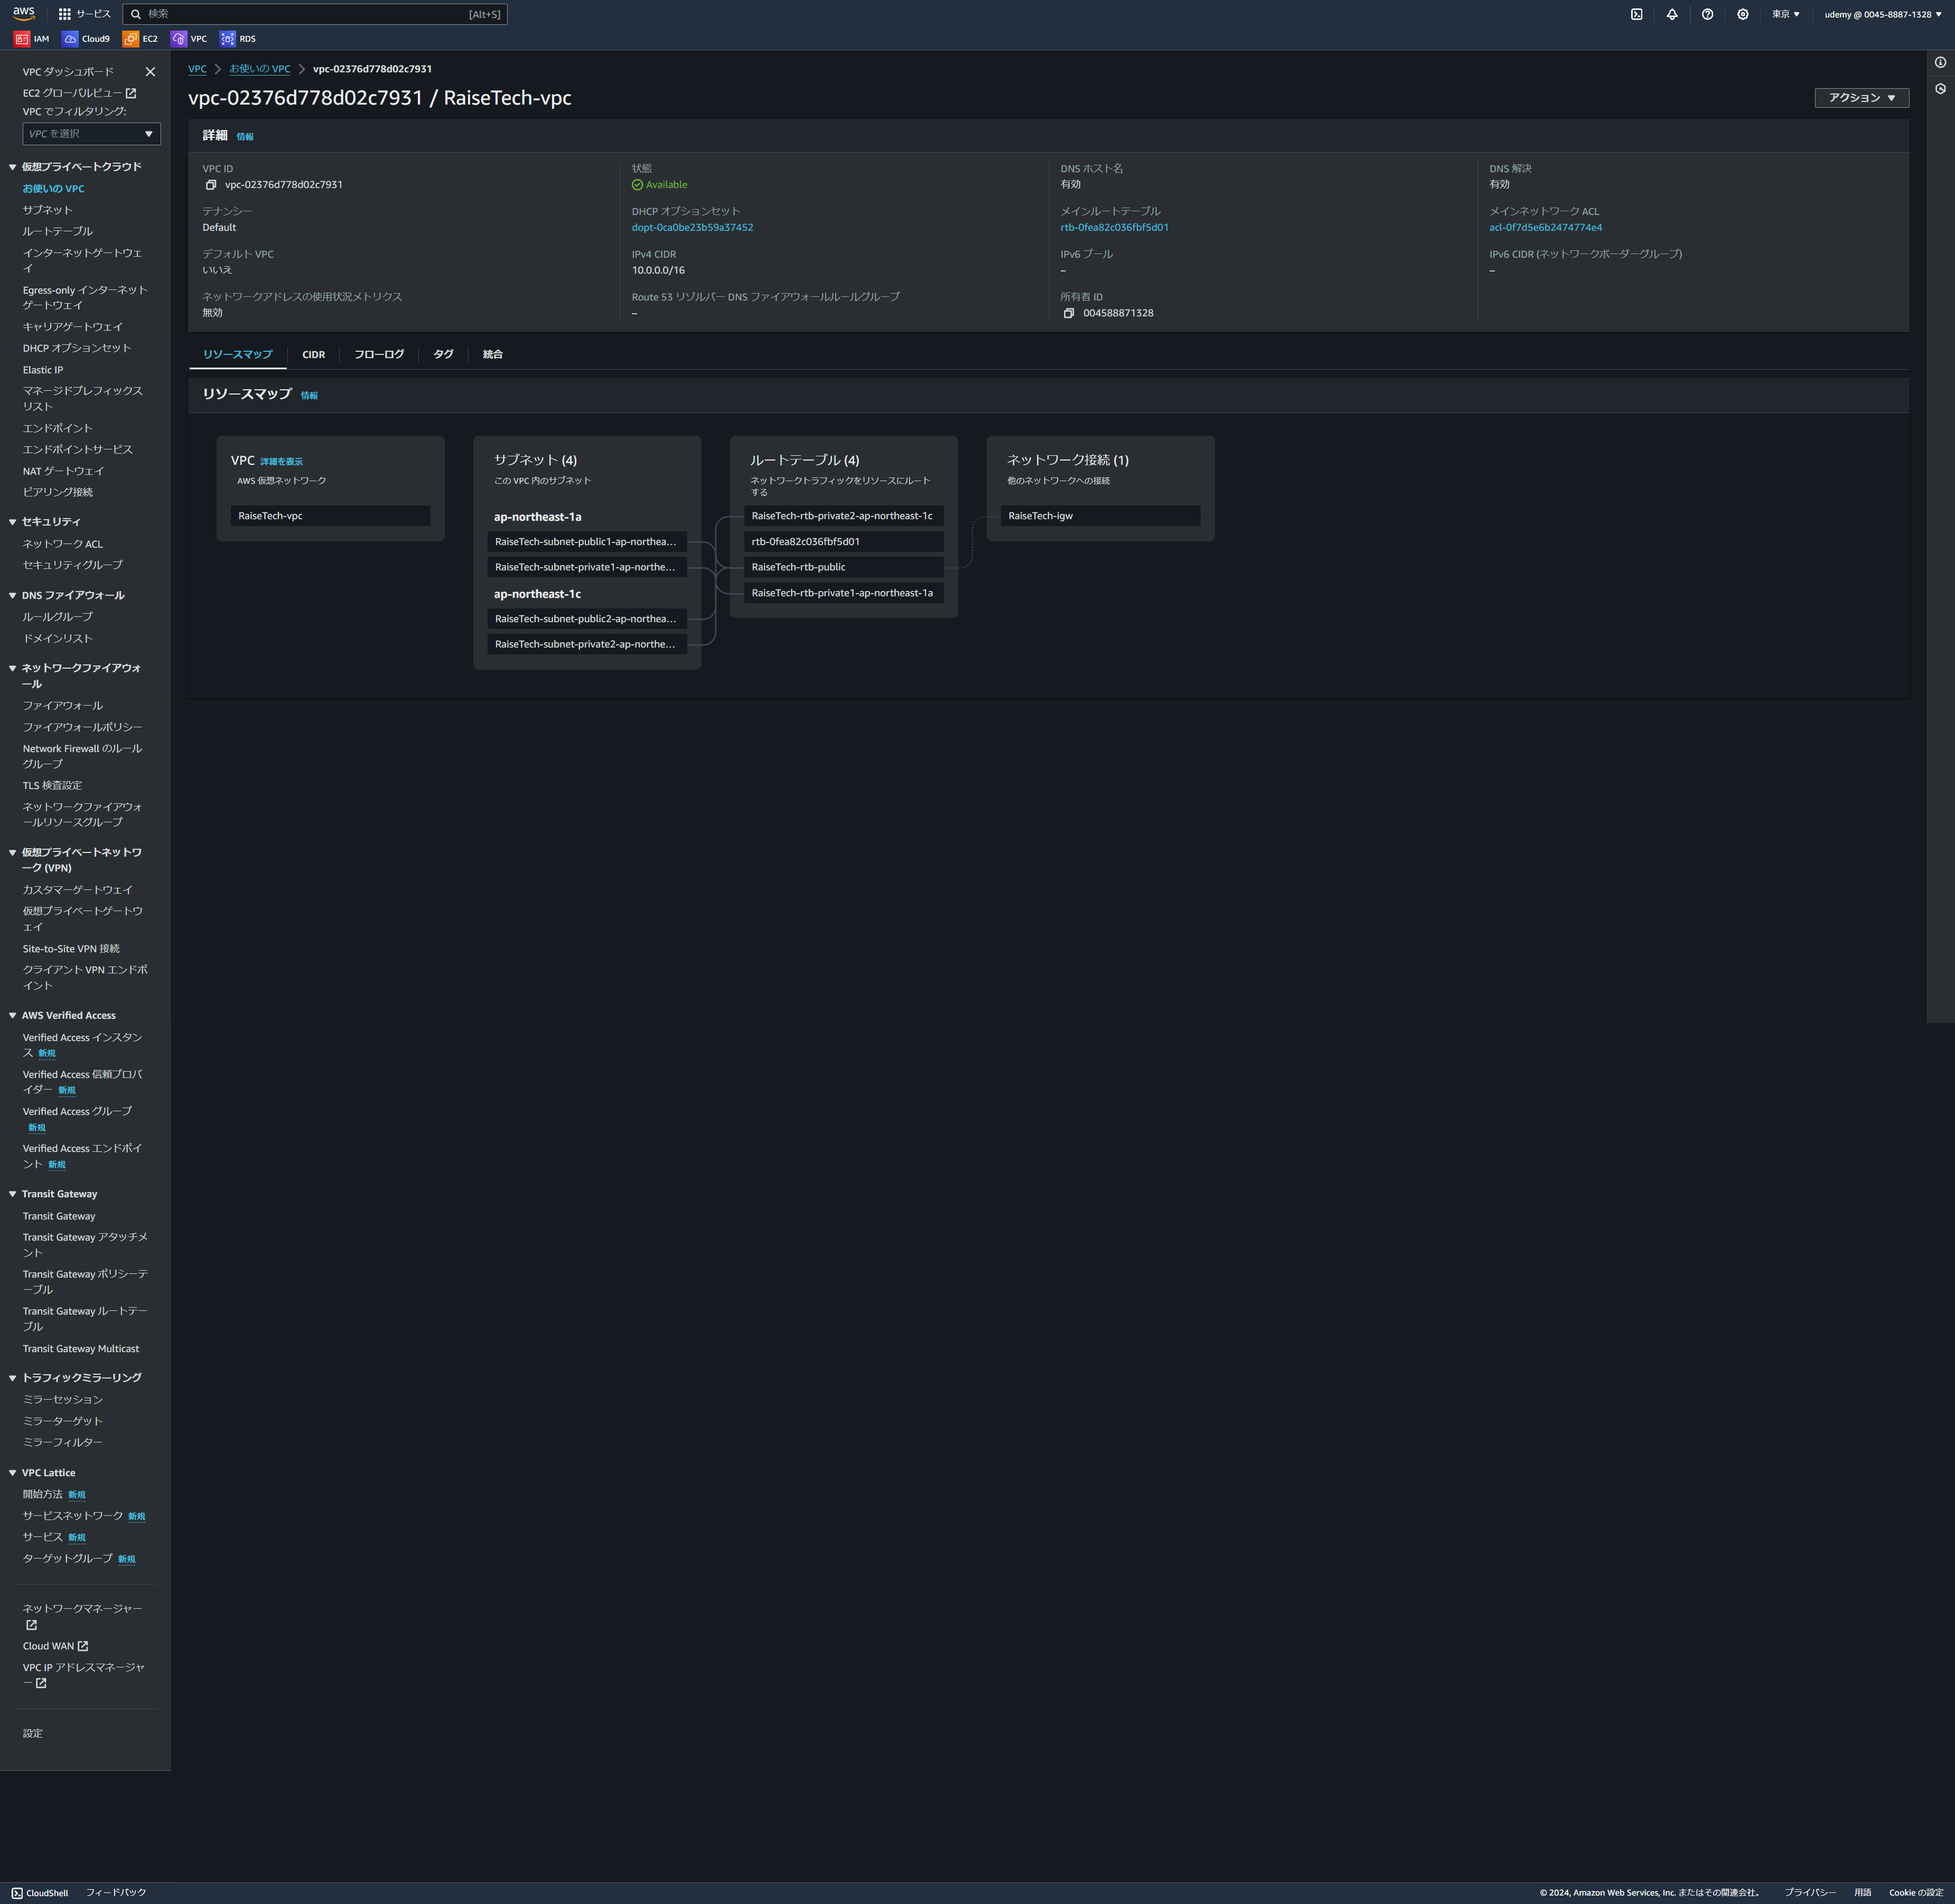 aws サービス 検索 [Alt+S] 東京 ▼ udemy @ 0045-8887-1328 ▼
IAM Cloud9 EC2 VPC RDS
VPC ダッシュボード
EC2 グローバルビュー
VPC でフィルタリング:
VPC を選択
仮想プライベートクラウド
お使いの VPC
サブネット
ルートテーブル
インターネットゲートウェ
イ
Egress-only インターネット
ゲートウェイ
キャリアゲートウェイ
DHCP オプションセット
Elastic IP
マネージドプレフィックス
リスト
エンドポイント
エンドポイントサービス
NAT ゲートウェイ
ピアリング接続
セキュリティ
ネットワーク ACL
セキュリティグループ
DNS ファイアウォール
ルールグループ
ドメインリスト
ネットワークファイアウォ
ール
ファイアウォール
ファイアウォールポリシー
Network Firewall のルール
グループ
TLS 検査設定
ネットワークファイアウォ
ールリソースグループ
仮想プライベートネットワ
ーク (VPN)
カスタマーゲートウェイ
仮想プライベートゲートウ
ェイ
Site-to-Site VPN 接続
クライアント VPN エンドポ
イント
AWS Verified Access
Verified Access インスタン
ス 新規
Verified Access 信頼プロバ
イダー 新規
Verified Access グループ
新規
Verified Access エンドポイ
ント 新規
Transit Gateway
Transit Gateway
Transit Gateway アタッチメ
ント
Transit Gateway ポリシーテ
ーブル
Transit Gateway ルートテー
ブル
Transit Gateway Multicast
トラフィックミラーリング
ミラーセッション
ミラーターゲット
ミラーフィルター
VPC Lattice
開始方法 新規
サービスネットワーク 新規
サービス 新規
ターゲットグループ 新規
ネットワークマネージャー
Cloud WAN
VPC IP アドレスマネージャ
ー
設定
VPC > お使いの VPC > vpc-02376d778d02c7931
vpc-02376d778d02c7931 / RaiseTech-vpc
アクション ▼
詳細 情報
VPC ID
vpc-02376d778d02c7931
状態
Available
DNS ホスト名
有効
DNS 解決
有効
テナンシー
Default
DHCP オプションセット
dopt-0ca0be23b59a37452
メインルートテーブル
rtb-0fea82c036fbf5d01
メインネットワーク ACL
acl-0f7d5e6b2474774e4
デフォルト VPC
いいえ
IPv4 CIDR
10.0.0.0/16
IPv6 プール
–
IPv6 CIDR (ネットワークボーダーグループ)
–
ネットワークアドレスの使用状況メトリクス
無効
Route 53 リゾルバー DNS ファイアウォールルールグループ
–
所有者 ID
004588871328
リソースマップ CIDR フローログ タグ 統合
リソースマップ 情報
VPC 詳細を表示
AWS 仮想ネットワーク
RaiseTech-vpc
サブネット (4)
この VPC 内のサブネット
ap-northeast-1a
RaiseTech-subnet-public1-ap-northea...
RaiseTech-subnet-private1-ap-northe...
ap-northeast-1c
RaiseTech-subnet-public2-ap-northea...
RaiseTech-subnet-private2-ap-northe...
ルートテーブル (4)
ネットワークトラフィックをリソースにルート
する
RaiseTech-rtb-private2-ap-northeast-1c
rtb-0fea82c036fbf5d01
RaiseTech-rtb-public
RaiseTech-rtb-private1-ap-northeast-1a
ネットワーク接続 (1)
他のネットワークへの接続
RaiseTech-igw
CloudShell フィードバック © 2024, Amazon Web Services, Inc. またはその関連会社。 プライバシー 用語 Cookie の設定